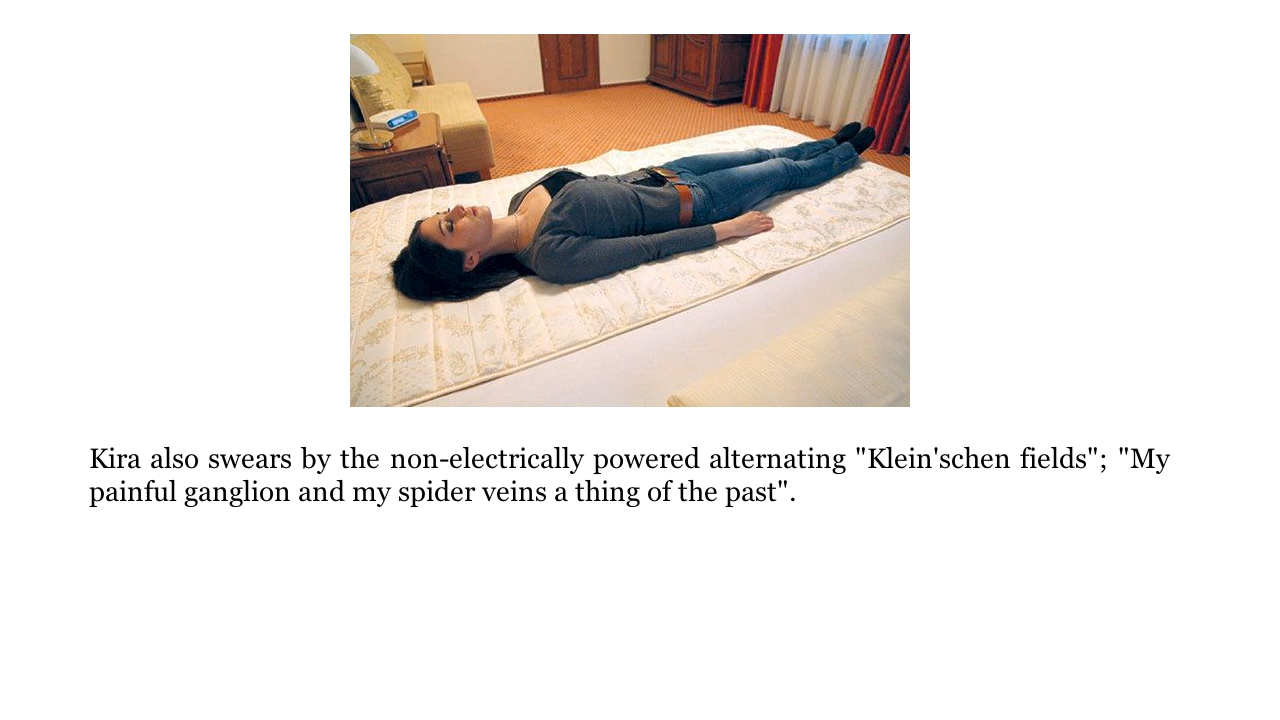 Kira also swears by the non-electrically powered alternating "Klein'schen fields"; "My
painful ganglion and my spider veins a thing of the past".